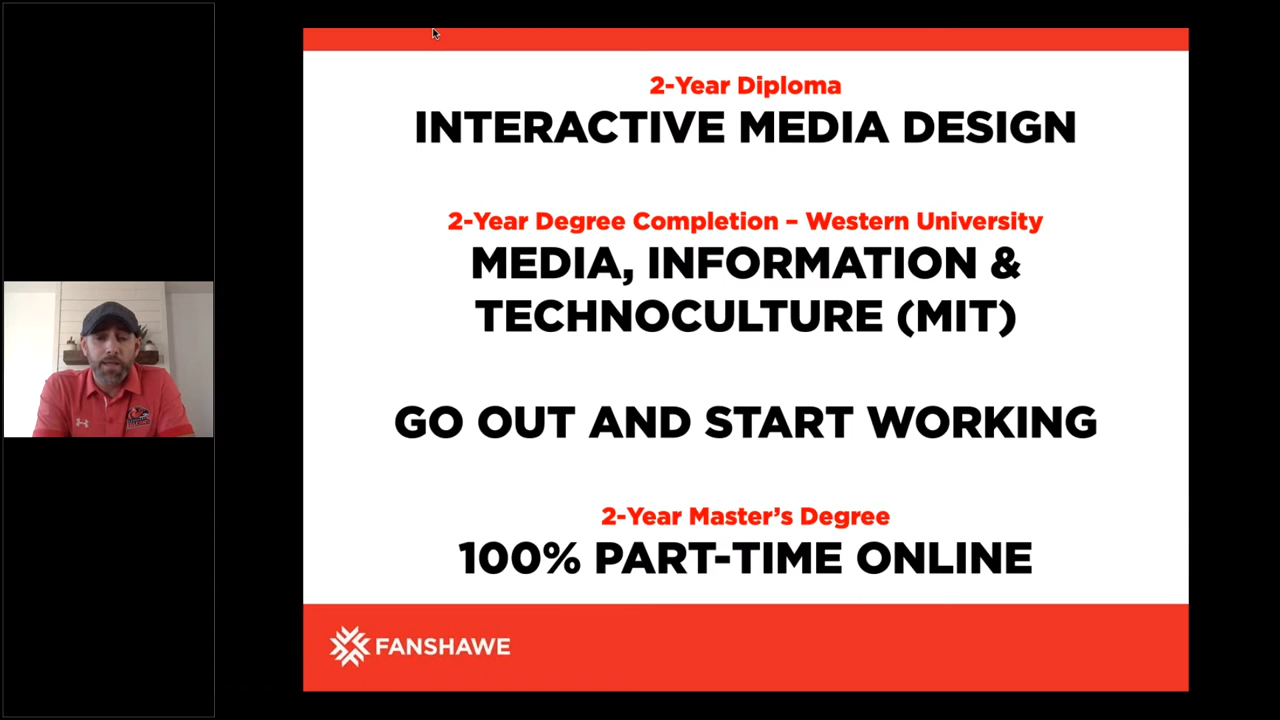 2-Year Diploma
INTERACTIVE MEDIA DESIGN
2-Year Degree Completion – Western University
MEDIA, INFORMATION &
TECHNOCULTURE (MIT)
GO OUT AND START WORKING
2-Year Master's Degree
100% PART-TIME ONLINE
FANSHAWE